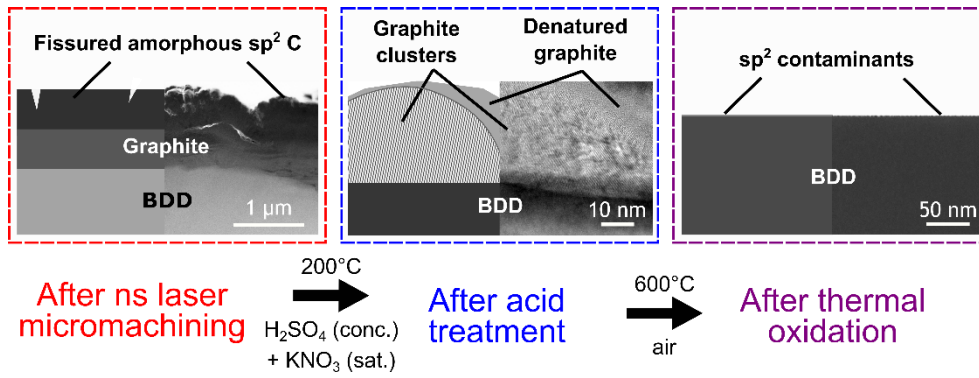 Fissured amorphous sp² C
Graphite
BDD
1 µm
Graphite
clusters
Denatured
graphite
BDD
10 nm
sp² contaminants
BDD
50 nm
After ns laser
micromachining
200°C
H₂SO₄ (conc.)
+ KNO₃ (sat.)
After acid
treatment
600°C
air
After thermal
oxidation